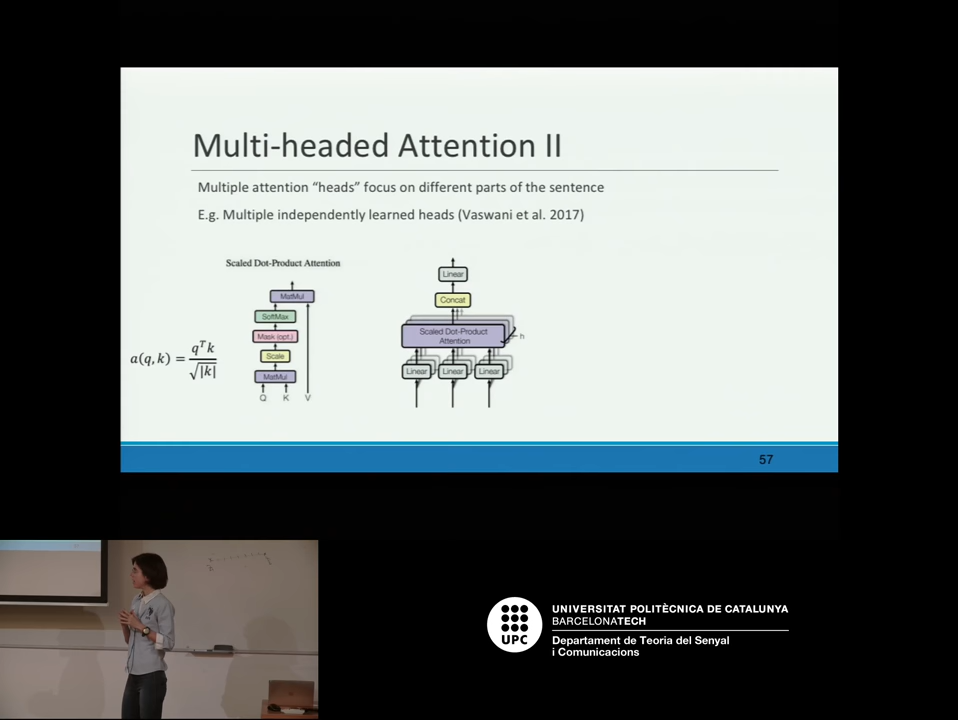 Multi-headed Attention II
Multiple attention “heads” focus on different parts of the sentence
E.g. Multiple independently learned heads (Vaswani et al. 2017)
Scaled Dot-Product Attention
MatMul
SoftMax
Mask (opt.)
Scale
MatMul
Q K V
a(q, k) = q^T k / √|k|
Linear
Concat
Scaled Dot-Product
Attention
h
Linear Linear Linear
57
UPC
UNIVERSITAT POLITÈCNICA DE CATALUNYA
BARCELONATECH
Departament de Teoria del Senyal
i Comunicacions